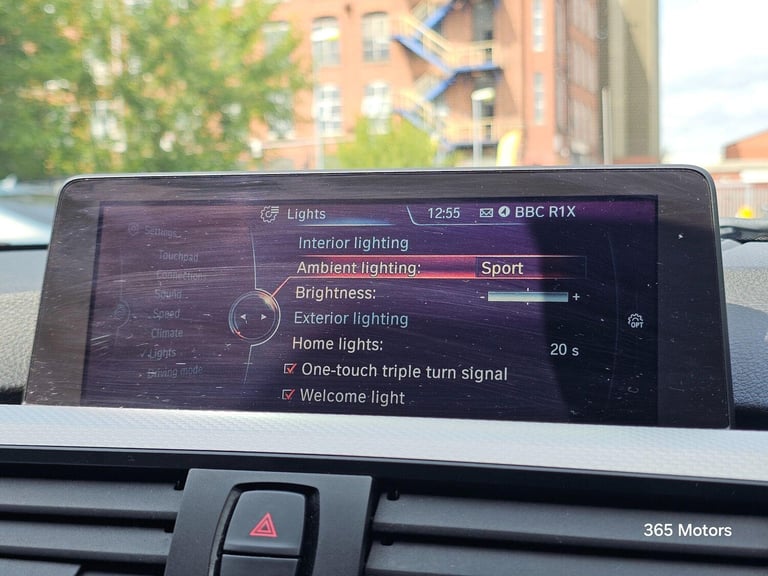 Lights 12:55 BBC R1X
Settings
Touchpad
Connections
Sound
Speed
Climate
Lights
Driving mode
Interior lighting
Ambient lighting: Sport
Brightness: - +
Exterior lighting
Home lights: 20 s
One-touch triple turn signal
Welcome light
OPT
365 Motors